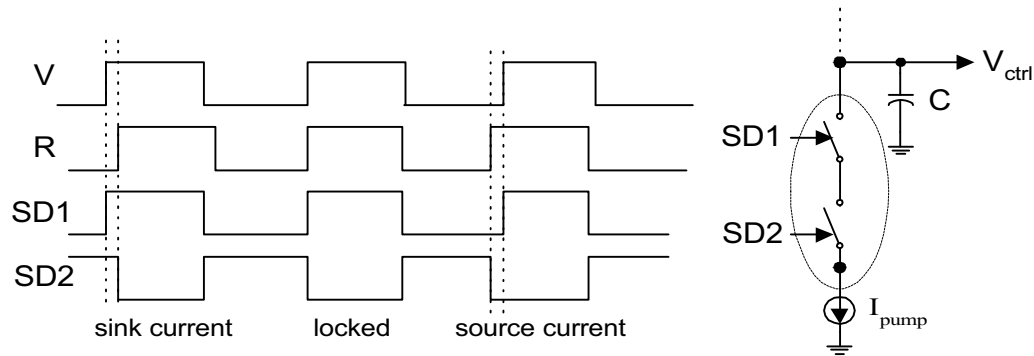 V
R
SD1
SD2
sink current
locked
source current
V_ctrl
C
SD1
SD2
I_pump